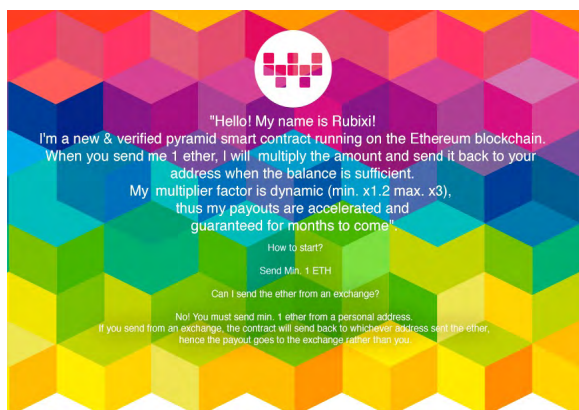 "Hello! My name is Rubixi!
I'm a new & verified pyramid smart contract running on the Ethereum blockchain.
When you send me 1 ether, I will multiply the amount and send it back to your
address when the balance is sufficient.
My multiplier factor is dynamic (min. x1.2 max. x3),
thus my payouts are accelerated and
guaranteed for months to come".
How to start?
Send Min. 1 ETH
Can I send the ether from an exchange?
No! You must send min. 1 ether from a personal address.
If you send from an exchange, the contract will send back to whichever address sent the ether,
hence the payout goes to the exchange rather than you.